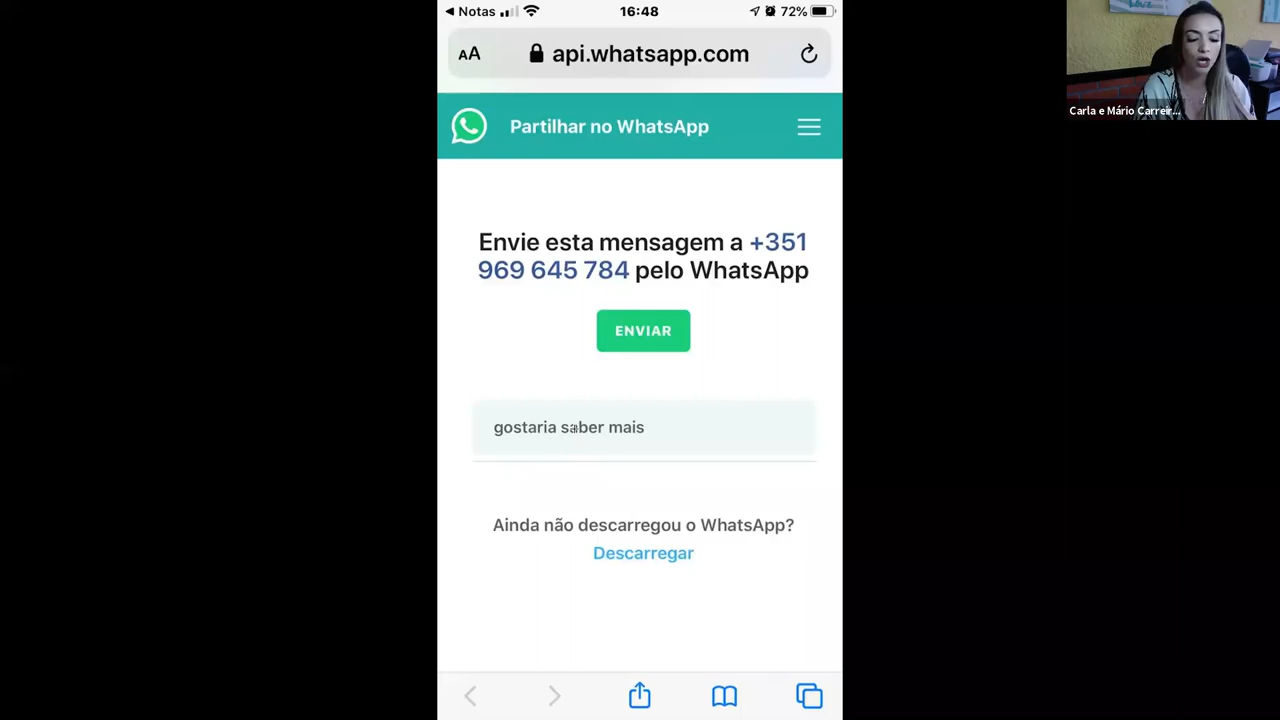 Notas
16:48
72%
AA
api.whatsapp.com
Partilhar no WhatsApp
Envie esta mensagem a +351
969 645 784 pelo WhatsApp
ENVIAR
gostaria saber mais
Ainda não descarregou o WhatsApp?
Descarregar
Carla e Mário Carreir...